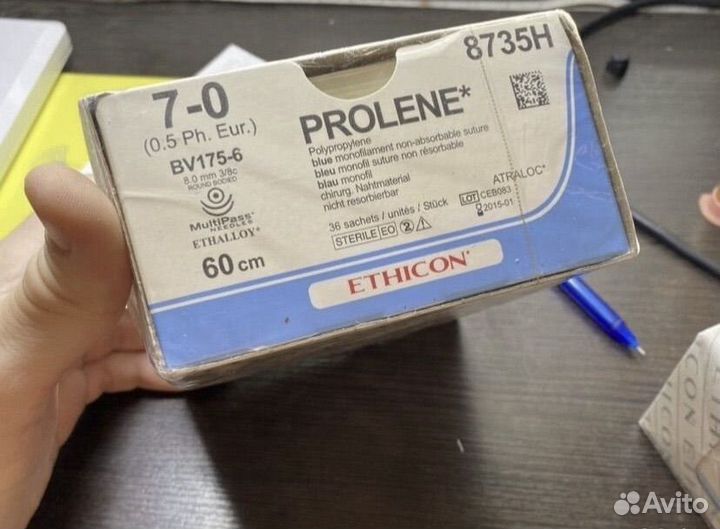 7-0
(0.5 Ph. Eur.)
BV175-6
8.0 mm 3/8c
ROUND BODIED
MultiPass*
NEEDLES
ETHALLOY*
60 cm
PROLENE*
Polypropylene
blue monofilament non-absorbable suture
bleu monofil suture non résorbable
blau monofil
chirurg. Nahtmaterial
nicht resorbierbar
36 sachets / unités / Stück
STERILE EO 2
8735H
ATRALOC*
LOT CEB083
2015-01
ETHICON*
Avito